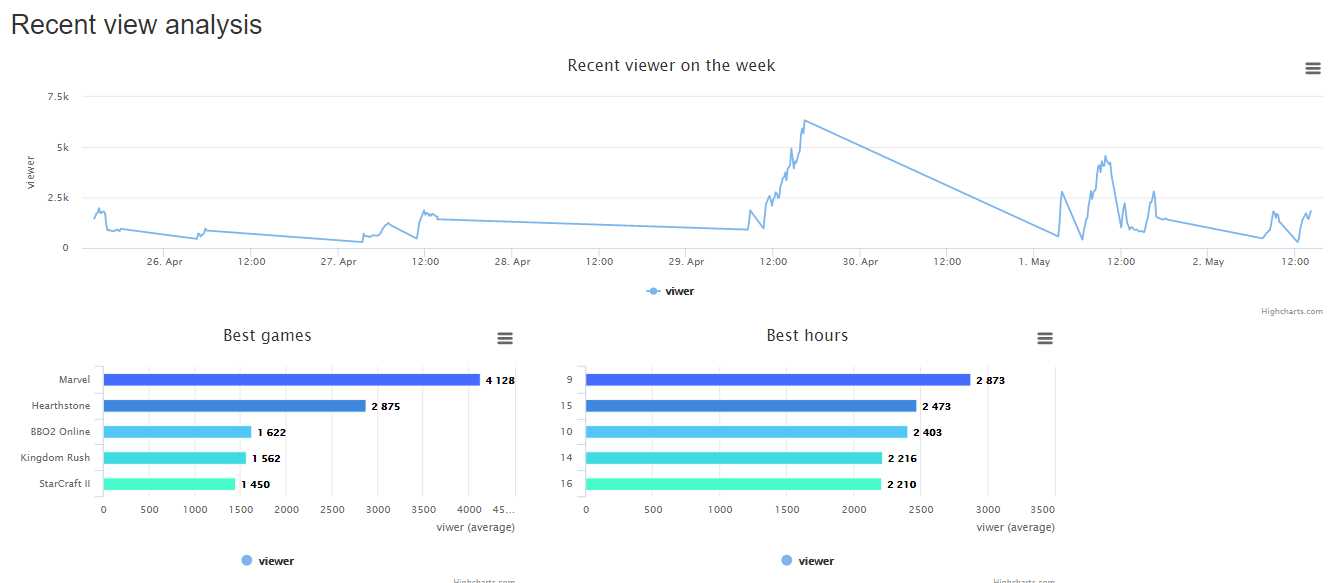 Recent view analysis
Recent viewer on the week
7.5k
5k
2.5k
0
viewer
26. Apr 12:00 27. Apr 12:00 28. Apr 12:00 29. Apr 12:00 30. Apr 12:00 1. May 12:00 2. May 12:00
viwer
Highcharts.com
Best games
Marvel 4 128
Hearthstone 2 875
BBO2 Online 1 622
Kingdom Rush 1 562
StarCraft II 1 450
0 500 1000 1500 2000 2500 3000 3500 4000 45...
viwer (average)
viewer
Highcharts.com
Best hours
9 2 873
15 2 473
10 2 403
14 2 216
16 2 210
0 500 1000 1500 2000 2500 3000 3500
viwer (average)
viewer
Highcharts.com